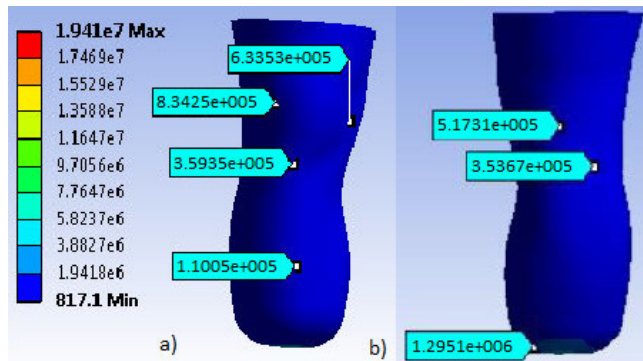 1.941e7 Max
1.7469e7
1.5529e7
1.3588e7
1.1647e7
9.7056e6
7.7647e6
5.8237e6
3.8827e6
1.9418e6
817.1 Min
6.3353e+005
8.3425e+005
3.5935e+005
1.1005e+005
a)
5.1731e+005
3.5367e+005
1.2951e+006
b)